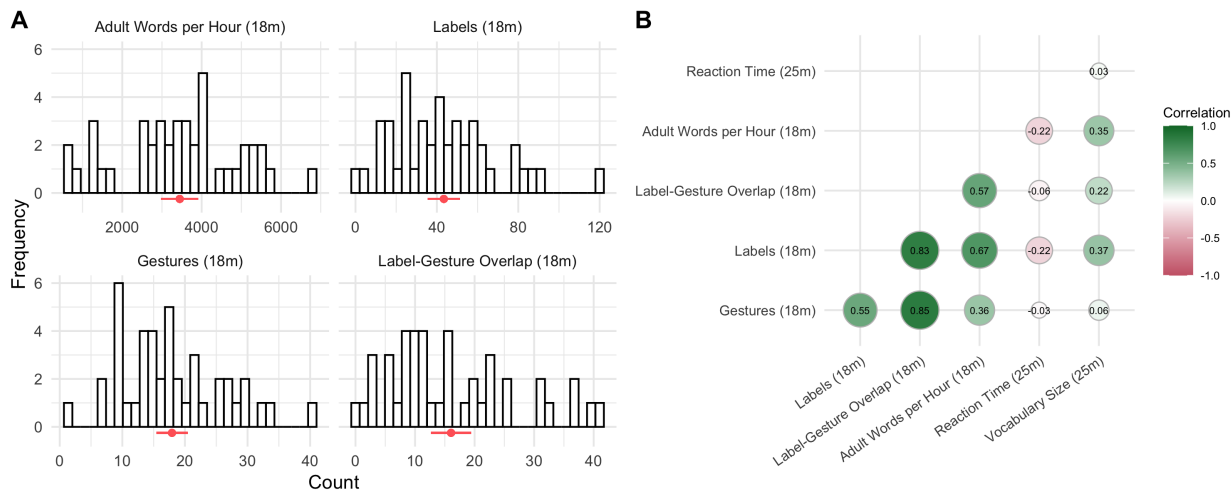 A
Adult Words per Hour (18m)
Labels (18m)
6
4
2
0
2000 4000 6000
0 40 80 120
Gestures (18m)
Label-Gesture Overlap (18m)
6
4
2
0
0 10 20 30 40
0 10 20 30 40
Frequency
Count
B
Reaction Time (25m)
0.03
Adult Words per Hour (18m)
-0.22 0.35
Label-Gesture Overlap (18m)
0.57 -0.06 0.22
Labels (18m)
0.83 0.67 -0.22 0.37
Gestures (18m)
0.55 0.85 0.36 -0.03 0.06
Labels (18m)
Label-Gesture Overlap (18m)
Adult Words per Hour (18m)
Reaction Time (25m)
Vocabulary Size (25m)
Correlation
1.0
0.5
0.0
-0.5
-1.0